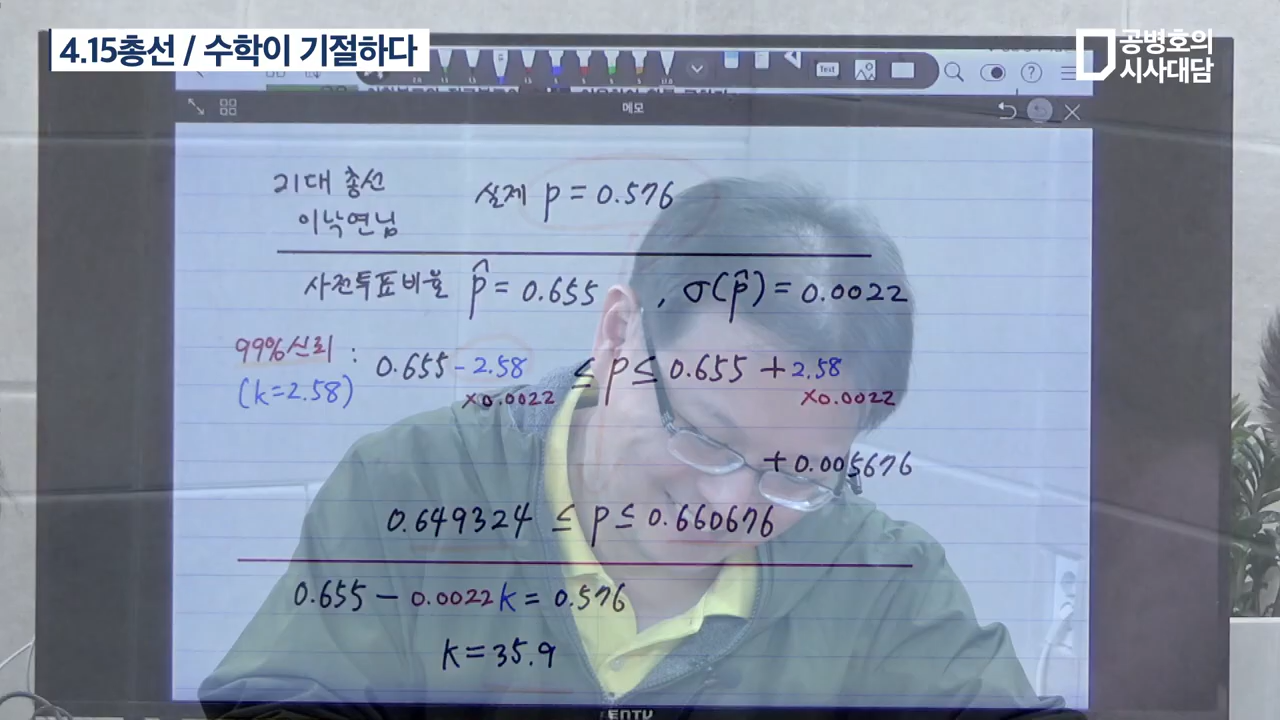 4.15총선 / 수학이 기절하다
공병호의
시사대담
Test
메모
21대 총선
이낙연님
실제 p = 0.576
사전투표비율 p̂ = 0.655 , σ(p̂) = 0.0022
99%신뢰 :
(k=2.58)
0.655 - 2.58 ≤ p ≤ 0.655 + 2.58
×0.0022 ×0.0022
+ 0.005676
0.649324 ≤ p ≤ 0.660676
0.655 - 0.0022 k = 0.576
k = 35.9